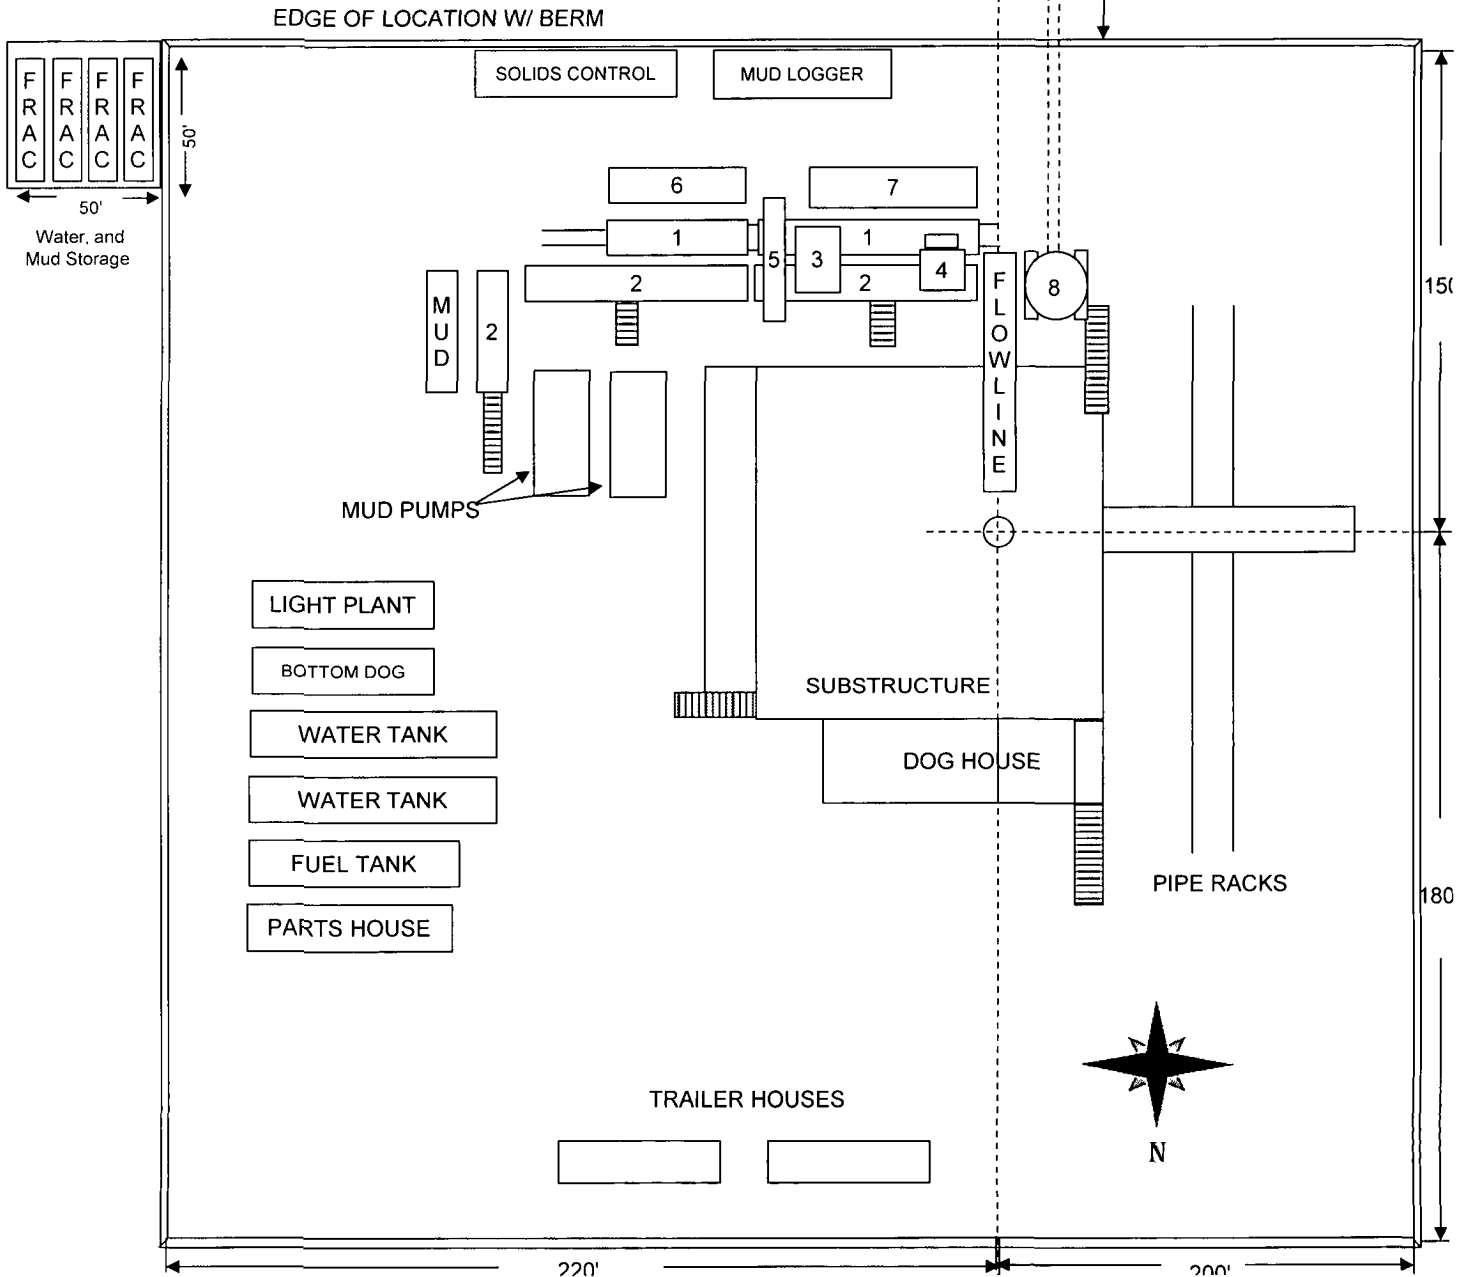 EDGE OF LOCATION W/ BERM
SOLIDS CONTROL
MUD LOGGER
FRAC
FRAC
FRAC
FRAC
50'
50'
Water, and
Mud Storage
6
7
1
1
5
3
4
2
2
2
8
MUD
FLOWLINE
150
MUD PUMPS
LIGHT PLANT
BOTTOM DOG
WATER TANK
WATER TANK
FUEL TANK
PARTS HOUSE
SUBSTRUCTURE
DOG HOUSE
PIPE RACKS
180
TRAILER HOUSES
N
220'
200'